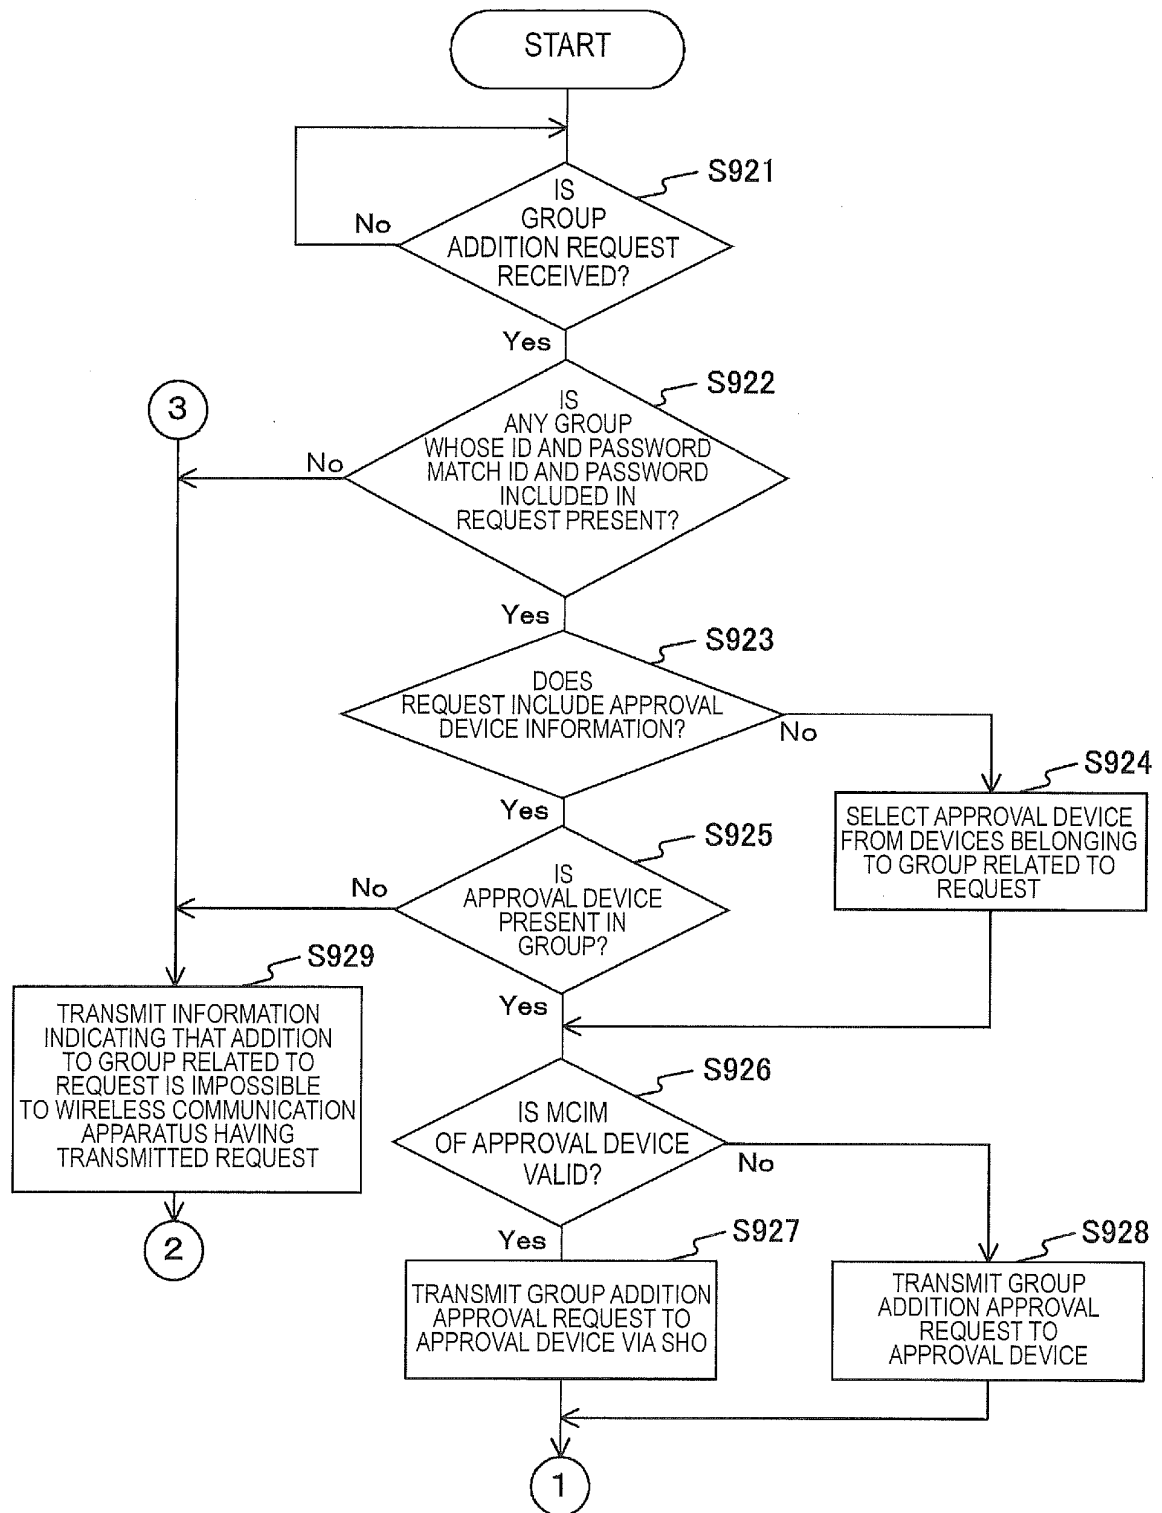 START
S921
IS
GROUP
ADDITION REQUEST
RECEIVED?
No
Yes
S922
3
IS
ANY GROUP
WHOSE ID AND PASSWORD
MATCH ID AND PASSWORD
INCLUDED IN
REQUEST PRESENT?
No
Yes
S923
DOES
REQUEST INCLUDE APPROVAL
DEVICE INFORMATION?
No
Yes
S924
SELECT APPROVAL DEVICE
FROM DEVICES BELONGING
TO GROUP RELATED TO
REQUEST
S925
IS
APPROVAL DEVICE
PRESENT IN
GROUP?
No
Yes
S929
TRANSMIT INFORMATION
INDICATING THAT ADDITION
TO GROUP RELATED TO
REQUEST IS IMPOSSIBLE
TO WIRELESS COMMUNICATION
APPARATUS HAVING
TRANSMITTED REQUEST
2
S926
IS MCIM
OF APPROVAL DEVICE
VALID?
No
Yes
S927
TRANSMIT GROUP ADDITION
APPROVAL REQUEST TO
APPROVAL DEVICE VIA SHO
S928
TRANSMIT GROUP
ADDITION APPROVAL
REQUEST TO
APPROVAL DEVICE
1